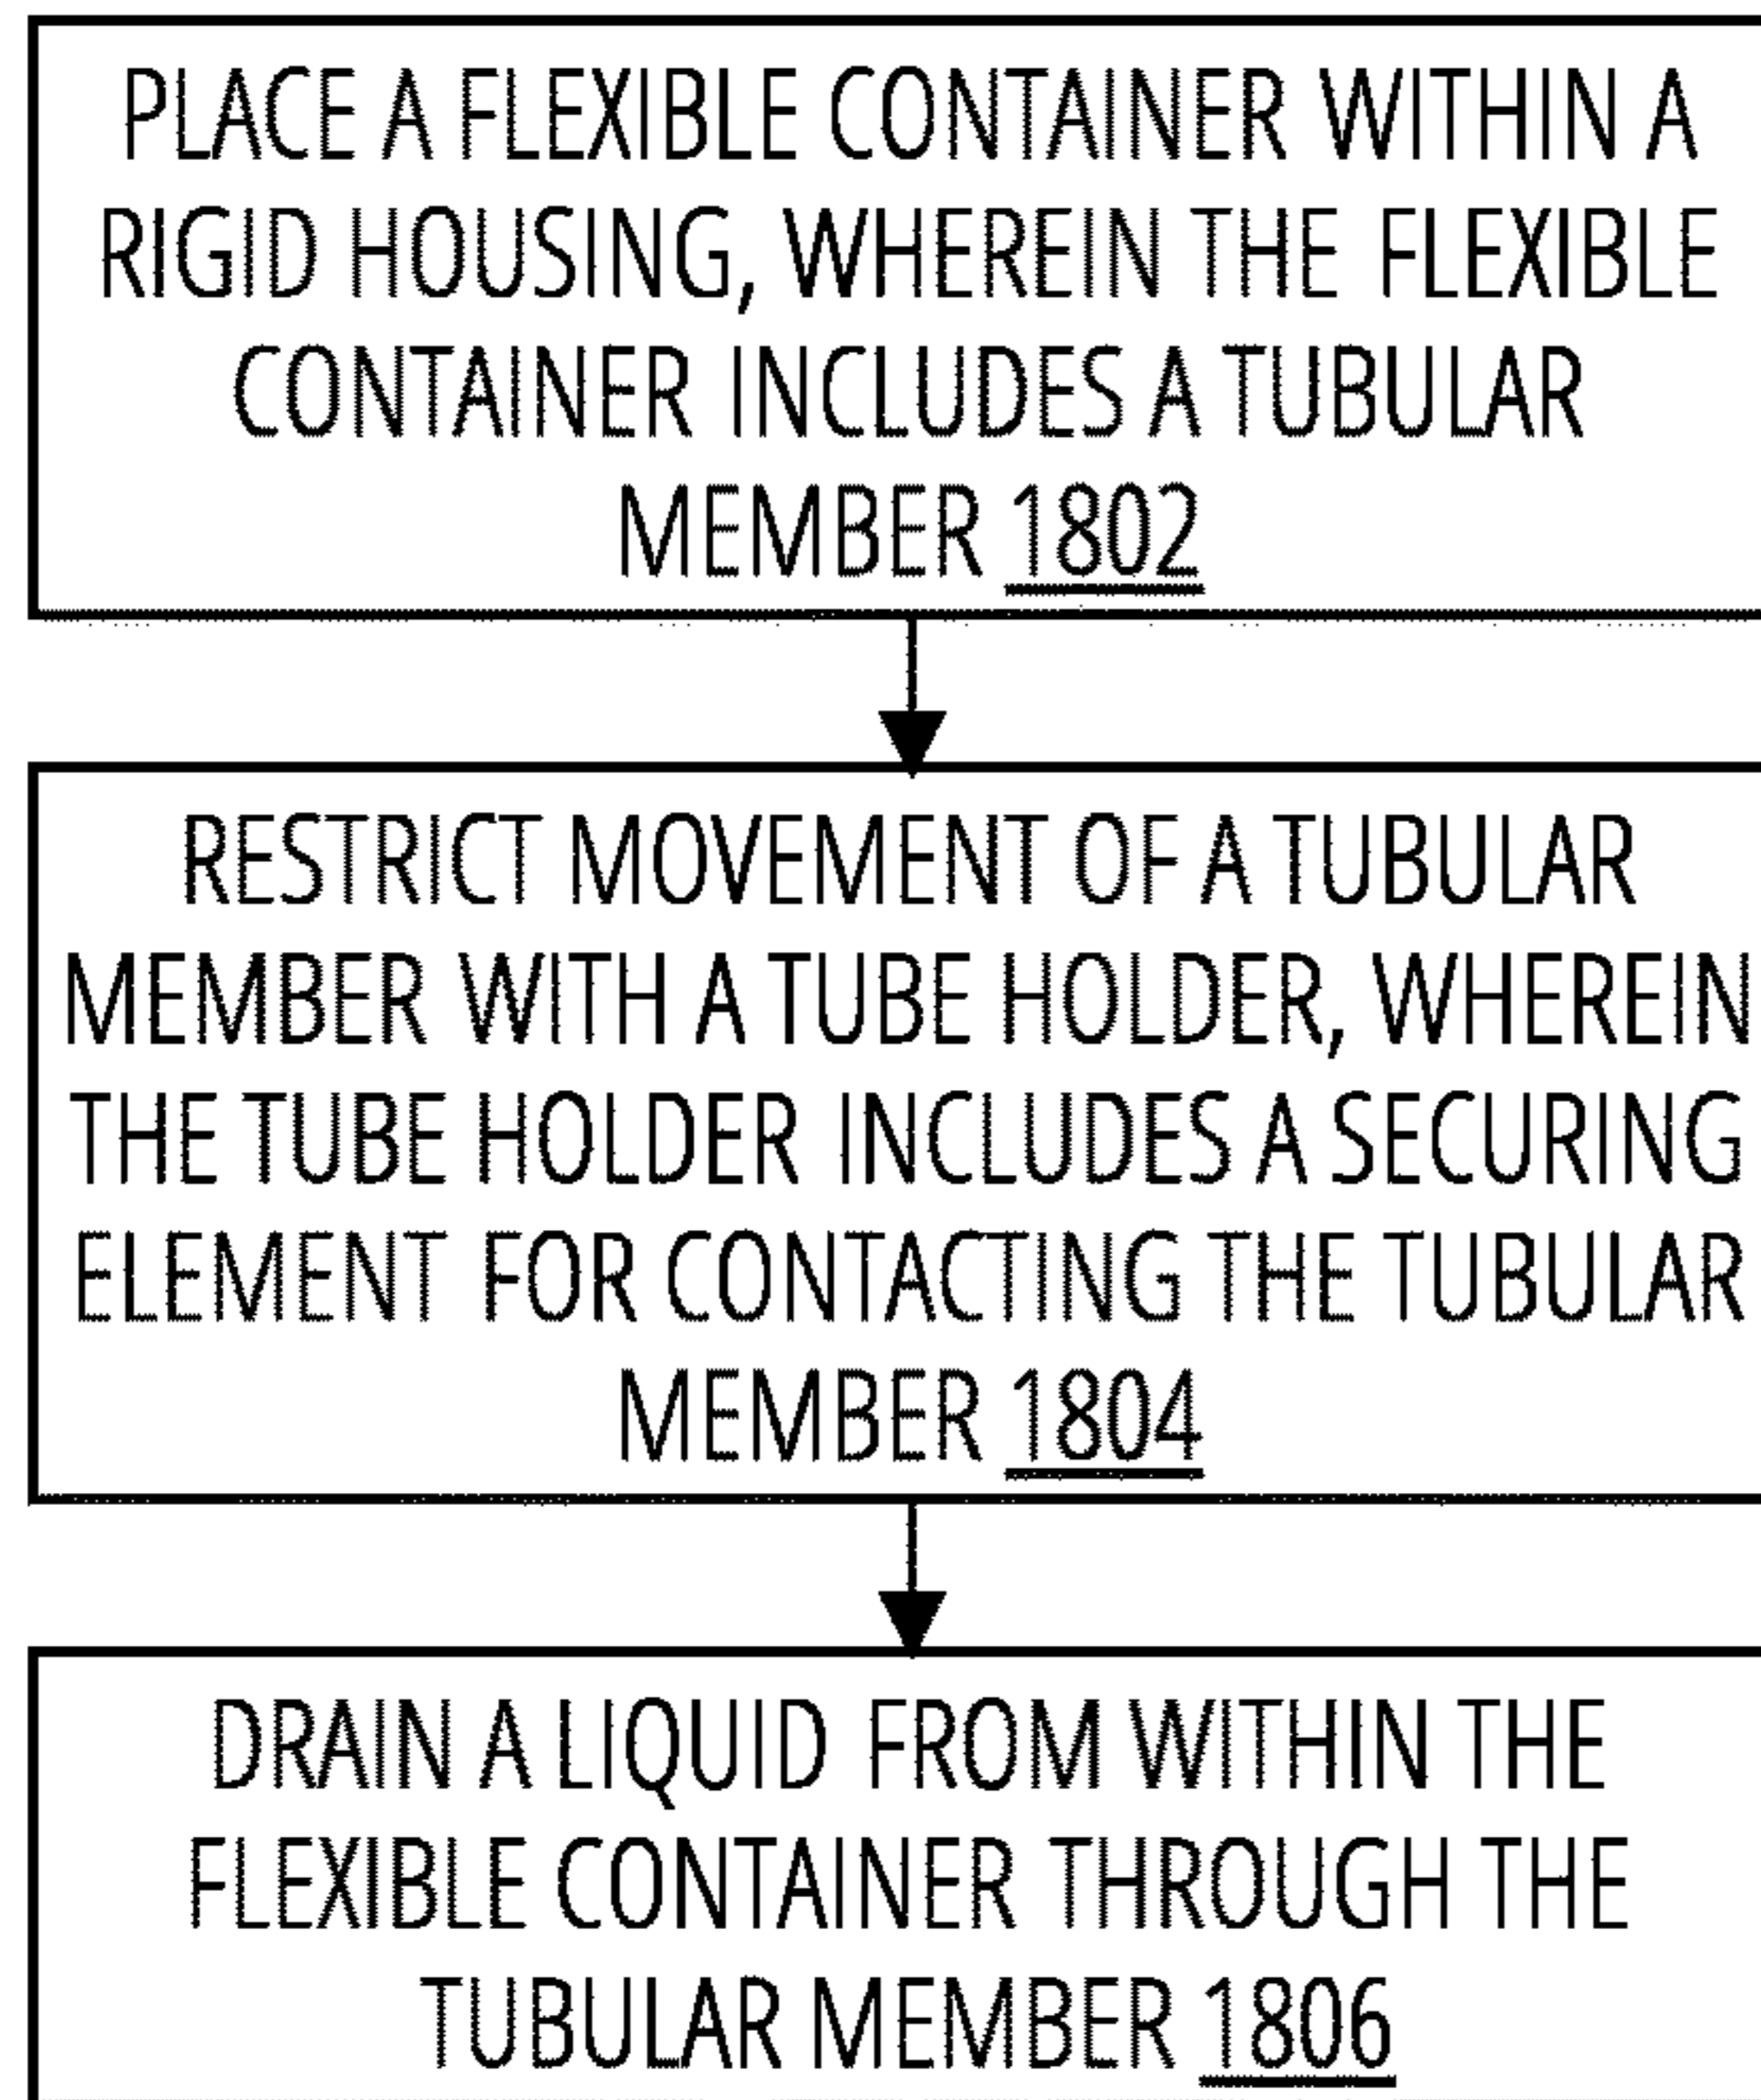 PLACE A FLEXIBLE CONTAINER WITHIN A
RIGID HOUSING, WHEREIN THE FLEXIBLE
CONTAINER INCLUDES A TUBULAR
MEMBER 1802
RESTRICT MOVEMENT OF A TUBULAR
MEMBER WITH A TUBE HOLDER, WHEREIN
THE TUBE HOLDER INCLUDES A SECURING
ELEMENT FOR CONTACTING THE TUBULAR
MEMBER 1804
DRAIN A LIQUID FROM WITHIN THE
FLEXIBLE CONTAINER THROUGH THE
TUBULAR MEMBER 1806